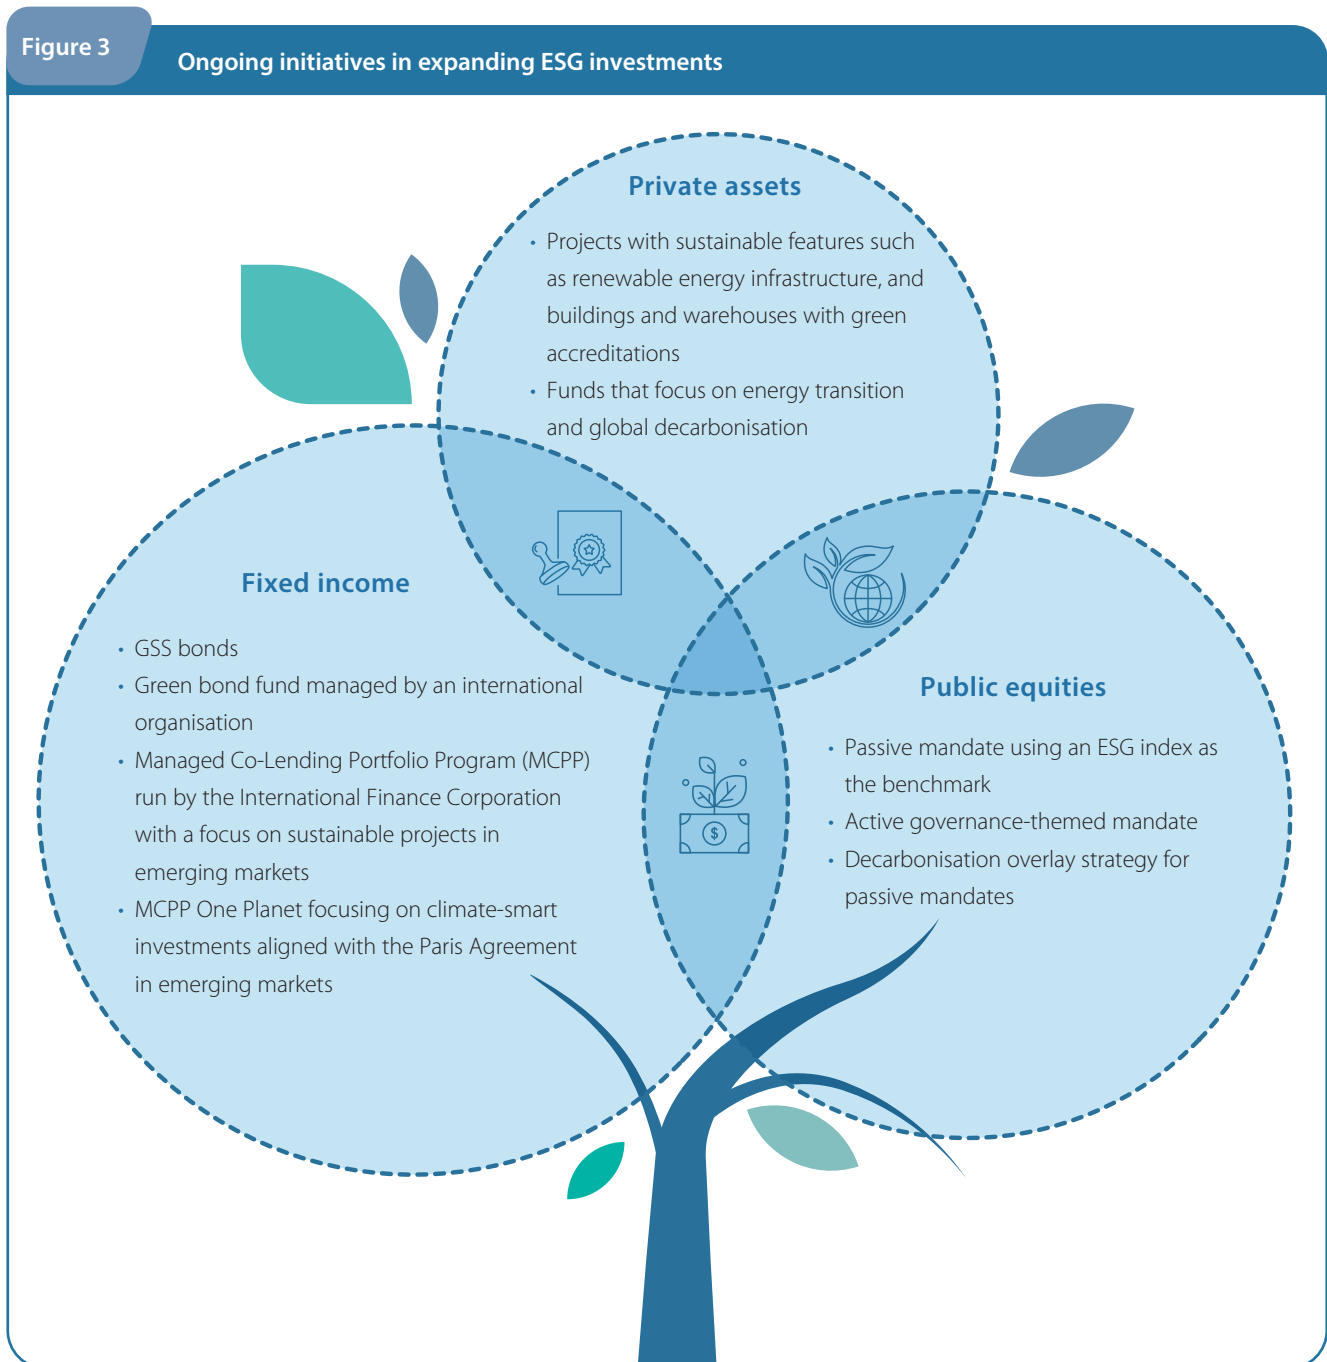 Figure 3
Ongoing initiatives in expanding ESG investments
Private assets
• Projects with sustainable features such
as renewable energy infrastructure, and
buildings and warehouses with green
accreditations
• Funds that focus on energy transition
and global decarbonisation
Fixed income
• GSS bonds
• Green bond fund managed by an international
organisation
• Managed Co-Lending Portfolio Program (MCPP)
run by the International Finance Corporation
with a focus on sustainable projects in
emerging markets
• MCPP One Planet focusing on climate-smart
investments aligned with the Paris Agreement
in emerging markets
Public equities
• Passive mandate using an ESG index as
the benchmark
• Active governance-themed mandate
• Decarbonisation overlay strategy for
passive mandates
$